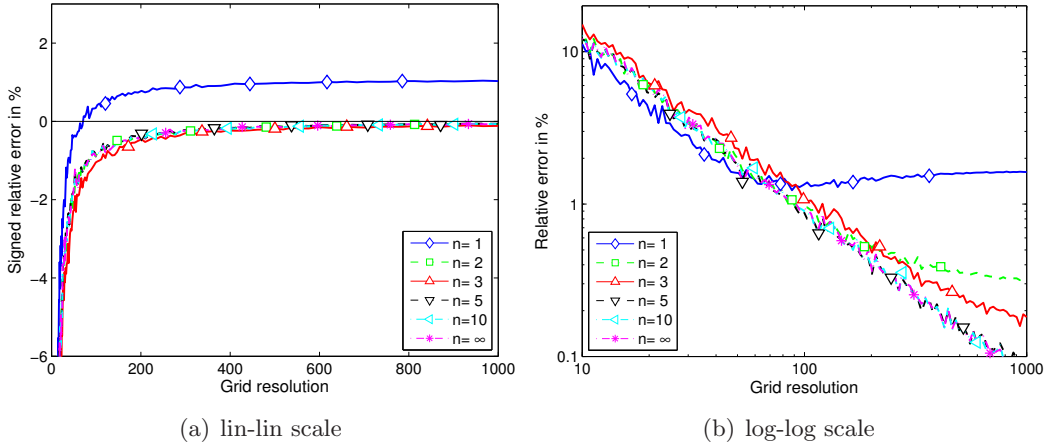 Signed relative error in %
2
0
−2
−4
−6
0
200
400
600
800
1000
Grid resolution
n= 1
n= 2
n= 3
n= 5
n=10
n= ∞
(a) lin-lin scale
Relative error in %
10
1
0.1
10
100
1000
Grid resolution
n= 1
n= 2
n= 3
n= 5
n=10
n= ∞
(b) log-log scale